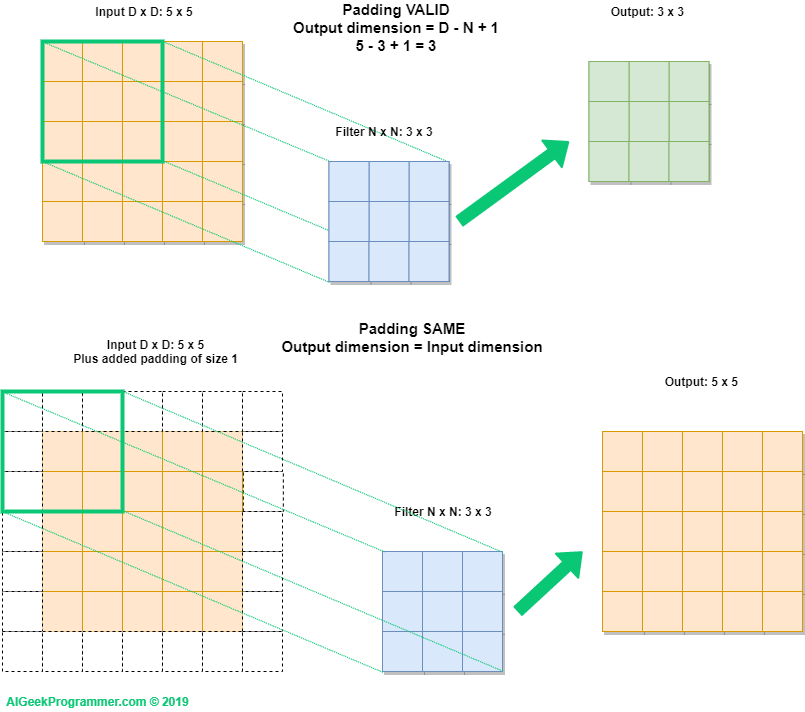 Input D x D: 5 x 5
Padding VALID
Output dimension = D - N + 1
5 - 3 + 1 = 3
Output: 3 x 3
Filter N x N: 3 x 3
Padding SAME
Output dimension = Input dimension
Input D x D: 5 x 5
Plus added padding of size 1
Output: 5 x 5
Filter N x N: 3 x 3
AIGeekProgrammer.com © 2019